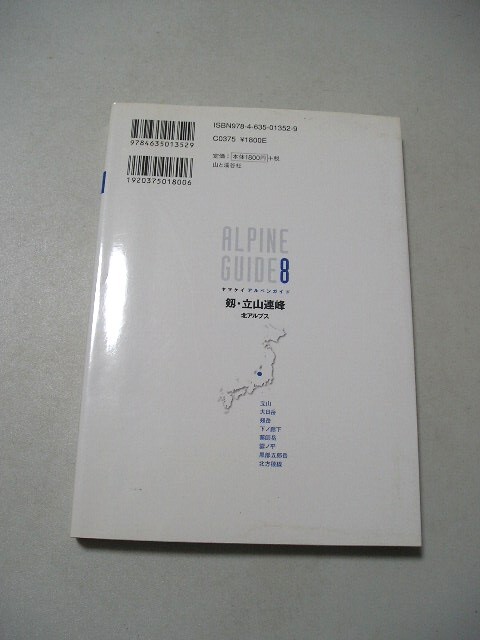 9784635013529
1920375018006
ISBN978-4-635-01352-9
C0375 ¥1800E
定価:本体1800円+税
山と溪谷社
ALPINE
GUIDE8
ヤマケイ アルペンガイド
剱・立山連峰
北アルプス
立山
大日岳
剱岳
下ノ廊下
薬師岳
雲ノ平
黒部五郎岳
北方稜線